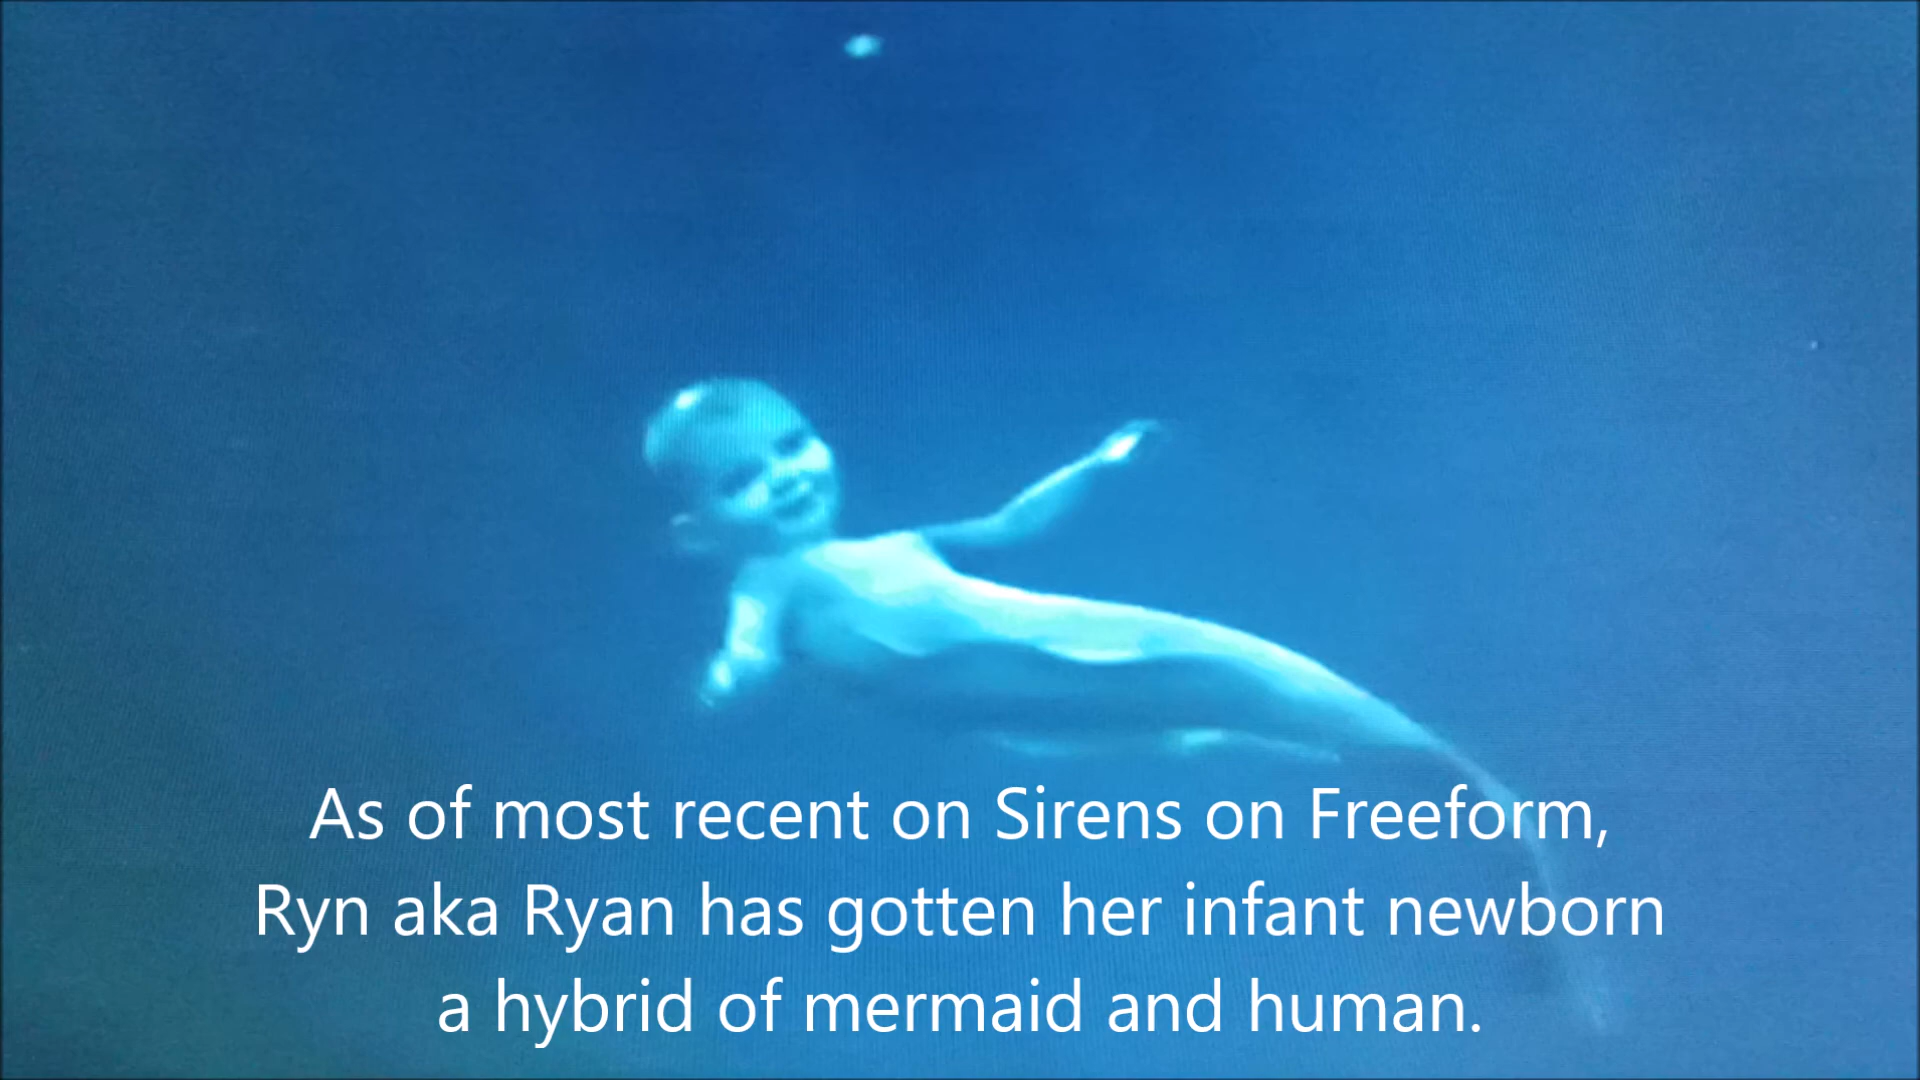 As of most recent on Sirens on Freeform,
Ryn aka Ryan has gotten her infant newborn
a hybrid of mermaid and human.